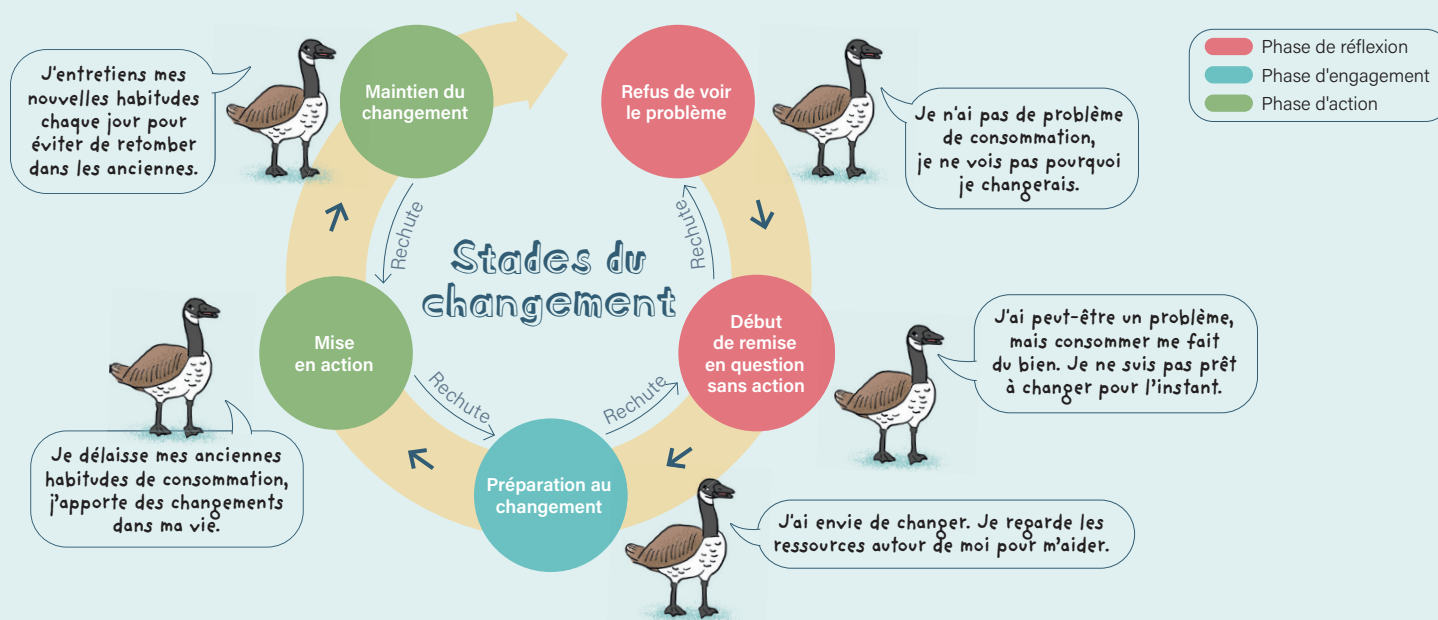 Stades du
changement
Phase de réflexion
Phase d'engagement
Phase d'action
Refus de voir
le problème
Je n'ai pas de problème
de consommation,
je ne vois pas pourquoi
je changerais.
Rechute
Début
de remise
en question
sans action
J'ai peut-être un problème,
mais consommer me fait
du bien. Je ne suis pas prêt
à changer pour l'instant.
Rechute
Préparation au
changement
J'ai envie de changer. Je regarde les
ressources autour de moi pour m'aider.
Rechute
Mise
en action
Je délaisse mes anciennes
habitudes de consommation,
j'apporte des changements
dans ma vie.
Rechute
Maintien du
changement
J'entretiens mes
nouvelles habitudes
chaque jour pour
éviter de retomber
dans les anciennes.